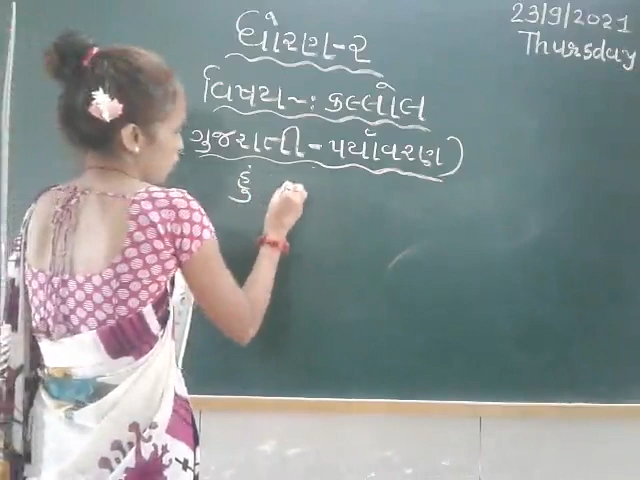 23/9/2021
Thursday
ધોરણ-૨
વિષય-: કલ્લોલ
ગુજરાતી-પર્યાવરણ)
હું